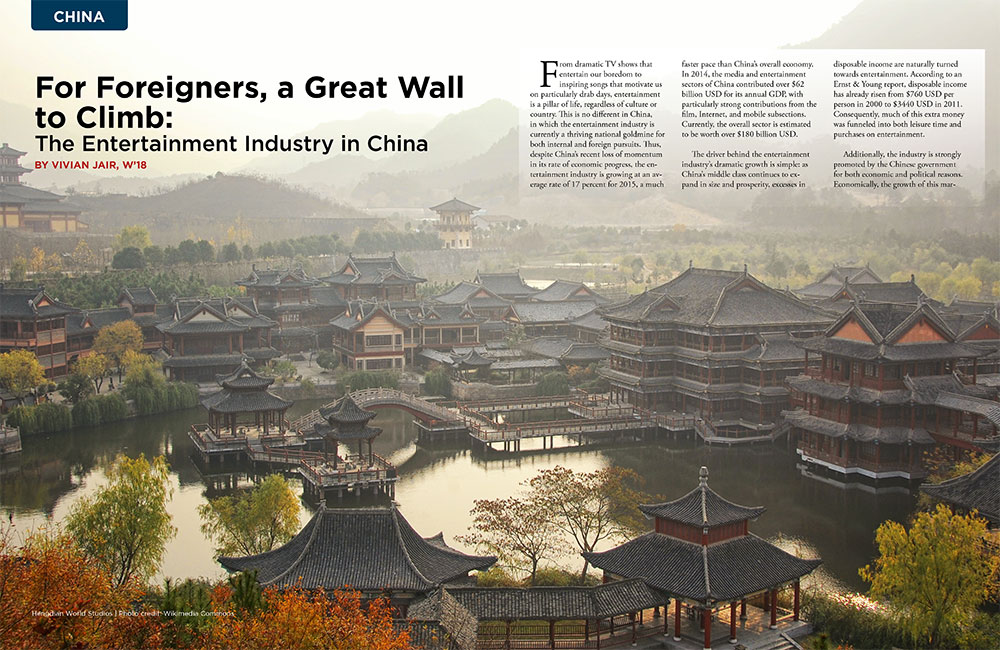 CHINA
For Foreigners, a Great Wall
to Climb:
The Entertainment Industry in China
BY VIVIAN JAIR, W'18
From dramatic TV shows that
entertain our boredom to
inspiring songs that motivate us
on particularly drab days, entertainment
is a pillar of life, regardless of culture or
country. This is no different in China,
in which the entertainment industry is
currently a thriving national goldmine for
both internal and foreign pursuits. Thus,
despite China's recent loss of momentum
in its rate of economic progress, the en-
tertainment industry is growing at an av-
erage rate of 17 percent for 2015, a much
faster pace than China's overall economy.
In 2014, the media and entertainment
sectors of China contributed over $62
billion USD for its annual GDP, with
particularly strong contributions from the
film, Internet, and mobile subsections.
Currently, the overall sector is estimated
to be worth over $180 billion USD.
The driver behind the entertainment
industry's dramatic growth is simple: as
China's middle class continues to ex-
pand in size and prosperity, excesses in
disposable income are naturally turned
towards entertainment. According to an
Ernst & Young report, disposable income
has already risen from $760 USD per
person in 2000 to $3440 USD in 2011.
Consequently, much of this extra money
was funneled into both leisure time and
purchases on entertainment.
Additionally, the industry is strongly
promoted by the Chinese government
for both economic and political reasons.
Economically, the growth of this mar-
Hengdian World Studios | Photo credit: Wikimedia Commons